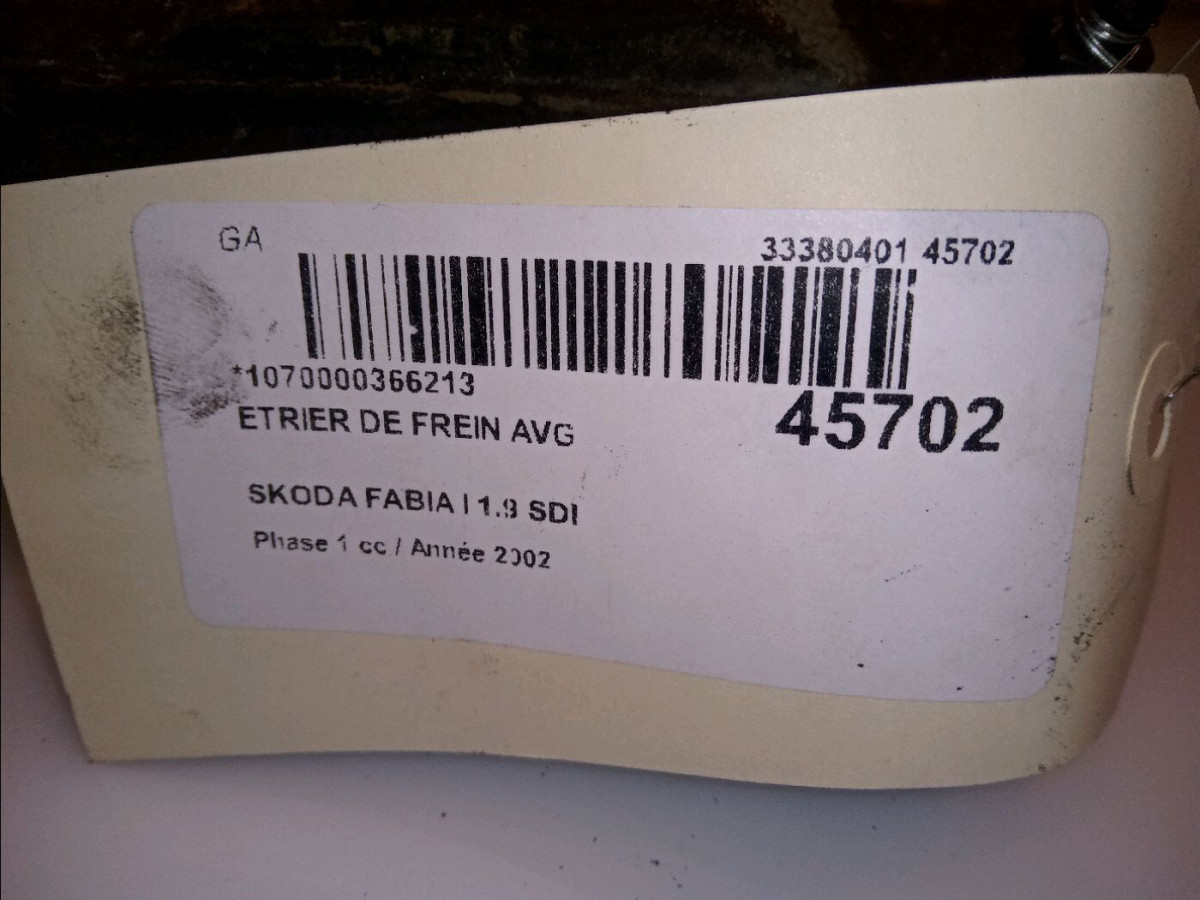 GA
33380401 45702
*1070000366213
45702
ETRIER DE FREIN AVG
SKODA FABIA I 1.9 SDI
Phase 1 cc / Année 2002